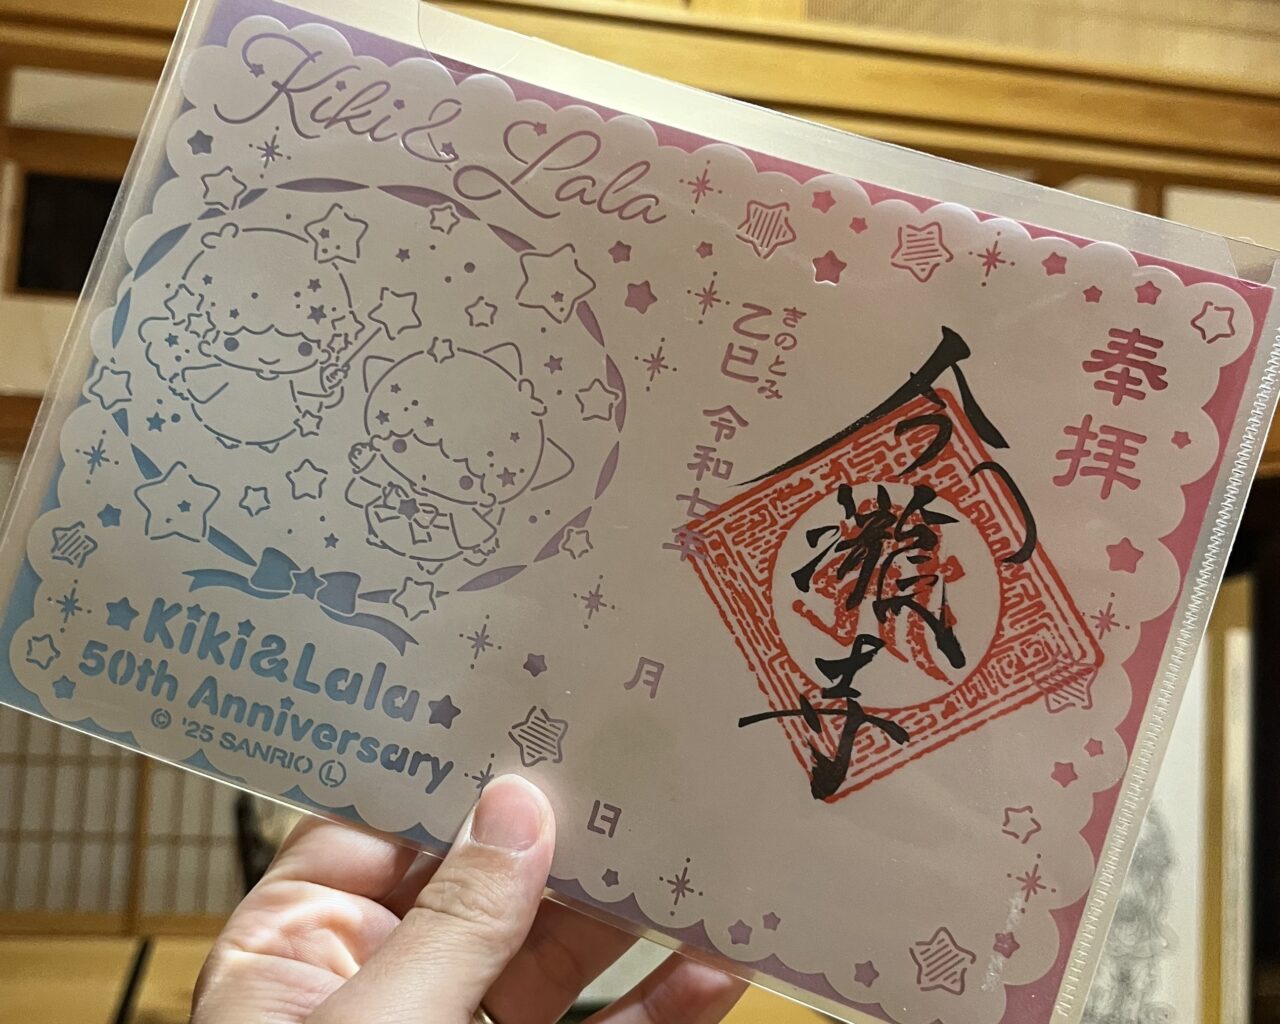 Kiki & Lala
奉拝
今
瀧
寺
きのとみ
乙巳 令和七年
月
日
Kiki&Lala
50th Anniversary
© '25 SANRIO Ⓛ